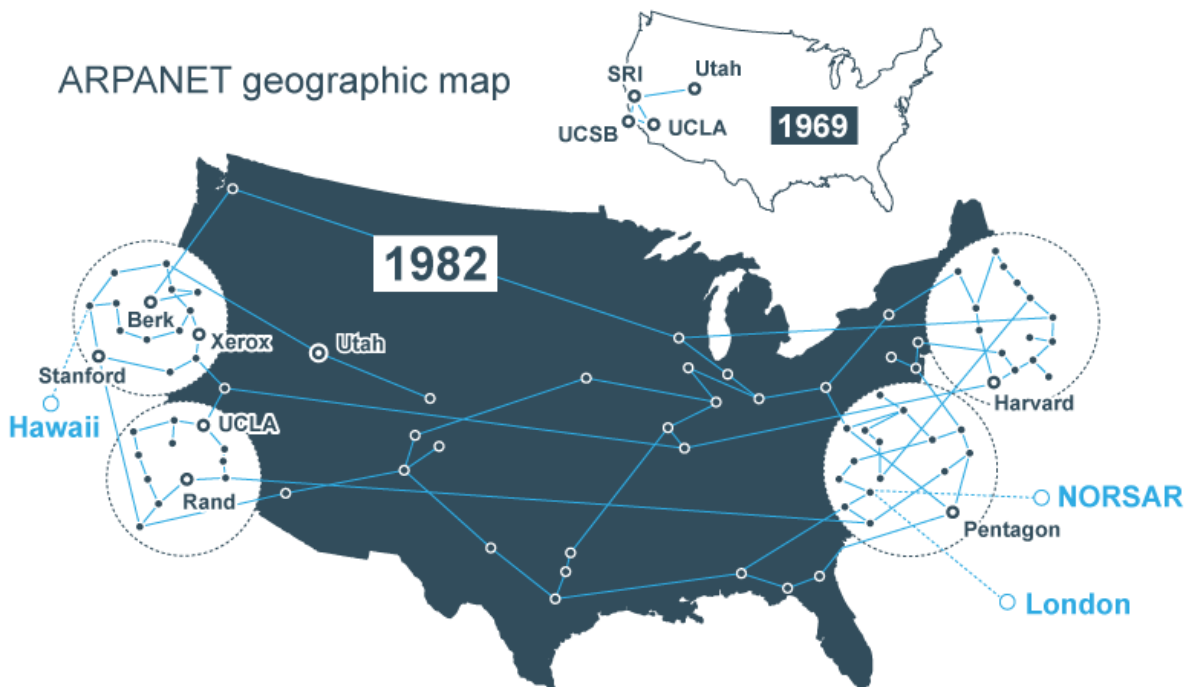 ARPANET geographic map
SRI
Utah
UCSB
UCLA
1969
1982
Berk
Xerox
Utah
Stanford
Hawaii
UCLA
Rand
Harvard
NORSAR
Pentagon
London